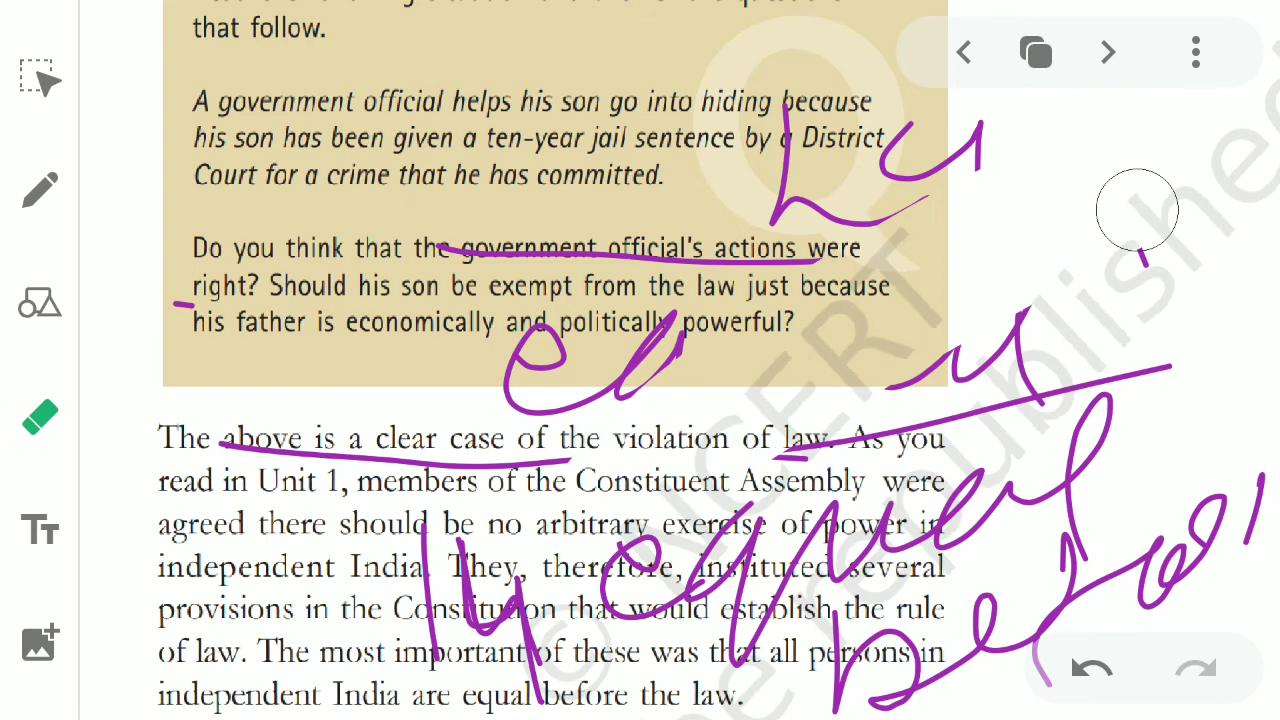 that follow.
A government official helps his son go into hiding because
his son has been given a ten-year jail sentence by a District
Court for a crime that he has committed.
Do you think that the government official's actions were
right? Should his son be exempt from the law just because
his father is economically and politically powerful?
The above is a clear case of the violation of law. As you
read in Unit 1, members of the Constituent Assembly were
agreed there should be no arbitrary exercise of power in
independent India. They, therefore, instituted several
provisions in the Constitution that would establish the rule
of law. The most important of these was that all persons in
independent India are equal before the law.
14 equal
© NCERT
republished